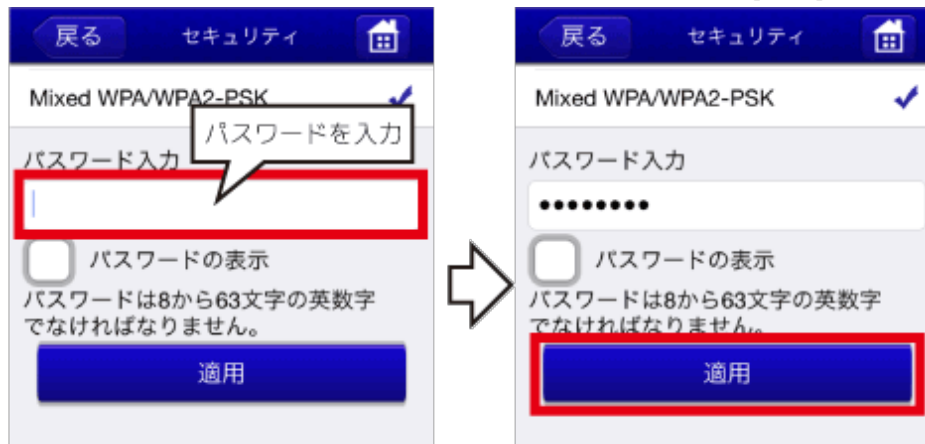 戻る セキュリティ
Mixed WPA/WPA2-PSK
パスワードを入力
パスワード入力
パスワードの表示
パスワードは8から63文字の英数字
でなければなりません。
適用
戻る セキュリティ
Mixed WPA/WPA2-PSK
パスワード入力
••••••••
パスワードの表示
パスワードは8から63文字の英数字
でなければなりません。
適用